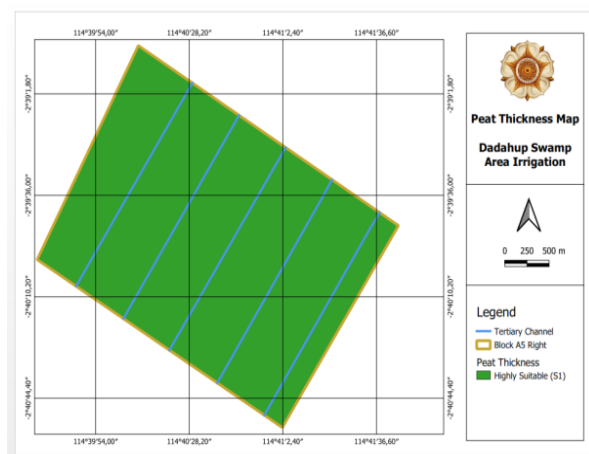 114°39'54,00" 114°40'28,20" 114°41'2,40" 114°41'36,60"
-2°39'1,80" -2°39'1,80"
-2°39'36,00" -2°39'36,00"
-2°40'10,20" -2°40'10,20"
-2°40'44,40" -2°40'44,40"
114°39'54,00" 114°40'28,20" 114°41'2,40" 114°41'36,60"
Peat Thickness Map
Dadahup Swamp
Area Irrigation
0 250 500 m
Legend
Tertiary Channel
Block A5 Right
Peat Thickness
Highly Suitable (S1)